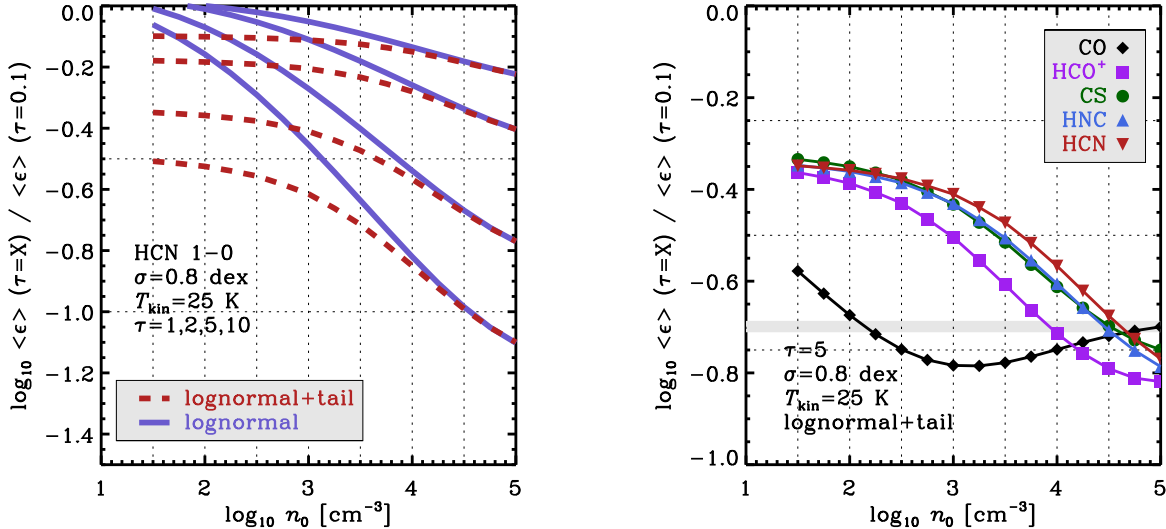 0.0
−0.2
−0.4
−0.6
−0.8
−1.0
−1.2
−1.4
log₁₀ <ϵ> (τ=X) / <ϵ> (τ=0.1)
HCN 1−0
σ=0.8 dex
Tkin=25 K
τ=1,2,5,10
lognormal+tail
lognormal
1 2 3 4 5
log₁₀ n₀ [cm⁻³]
0.0
−0.2
−0.4
−0.6
−0.8
−1.0
log₁₀ <ϵ> (τ=X) / <ϵ> (τ=0.1)
CO
HCO⁺
CS
HNC
HCN
τ=5
σ=0.8 dex
Tkin=25 K
lognormal+tail
1 2 3 4 5
log₁₀ n₀ [cm⁻³]